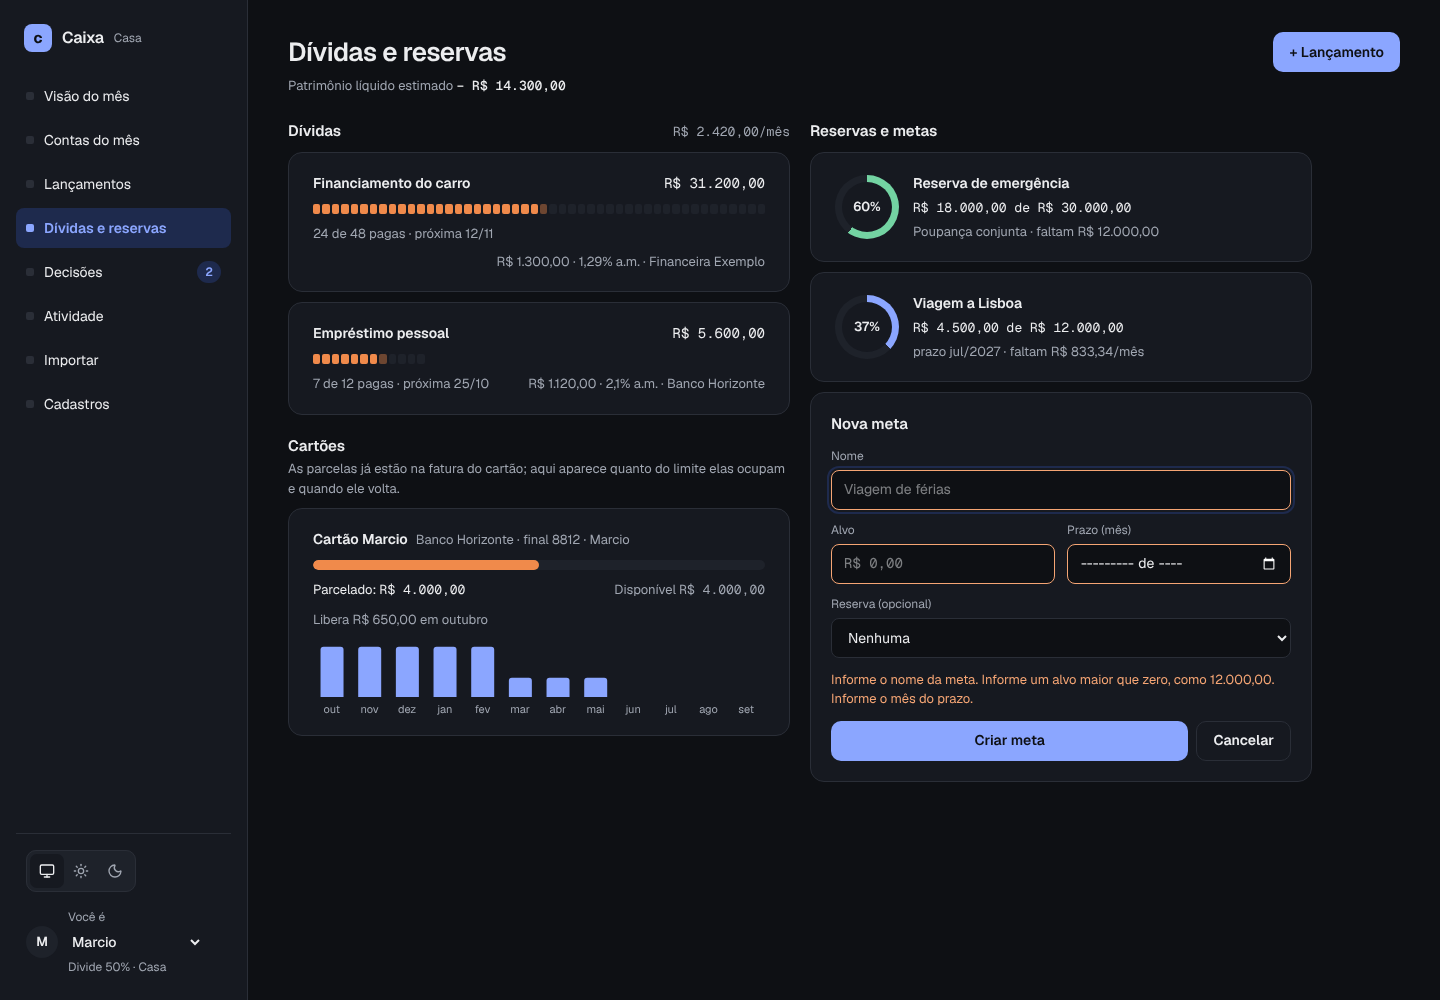 c Caixa Casa
Visão do mês
Contas do mês
Lançamentos
Dívidas e reservas
Decisões 2
Atividade
Importar
Cadastros
M
Você é
Marcio
Divide 50% · Casa
Dívidas e reservas
+ Lançamento
Patrimônio líquido estimado − R$ 14.300,00
Dívidas R$ 2.420,00/mês
Financiamento do carro R$ 31.200,00
24 de 48 pagas · próxima 12/11
R$ 1.300,00 · 1,29% a.m. · Financeira Exemplo
Empréstimo pessoal R$ 5.600,00
7 de 12 pagas · próxima 25/10 R$ 1.120,00 · 2,1% a.m. · Banco Horizonte
Cartões
As parcelas já estão na fatura do cartão; aqui aparece quanto do limite elas ocupam
e quando ele volta.
Cartão Marcio Banco Horizonte · final 8812 · Marcio
Parcelado: R$ 4.000,00 Disponível R$ 4.000,00
Libera R$ 650,00 em outubro
out nov dez jan fev mar abr mai jun jul ago set
Reservas e metas
60%
Reserva de emergência
R$ 18.000,00 de R$ 30.000,00
Poupança conjunta · faltam R$ 12.000,00
37%
Viagem a Lisboa
R$ 4.500,00 de R$ 12.000,00
prazo jul/2027 · faltam R$ 833,34/mês
Nova meta
Nome
Viagem de férias
Alvo Prazo (mês)
R$ 0,00 --------- de ----
Reserva (opcional)
Nenhuma
Informe o nome da meta. Informe um alvo maior que zero, como 12.000,00.
Informe o mês do prazo.
Criar meta Cancelar